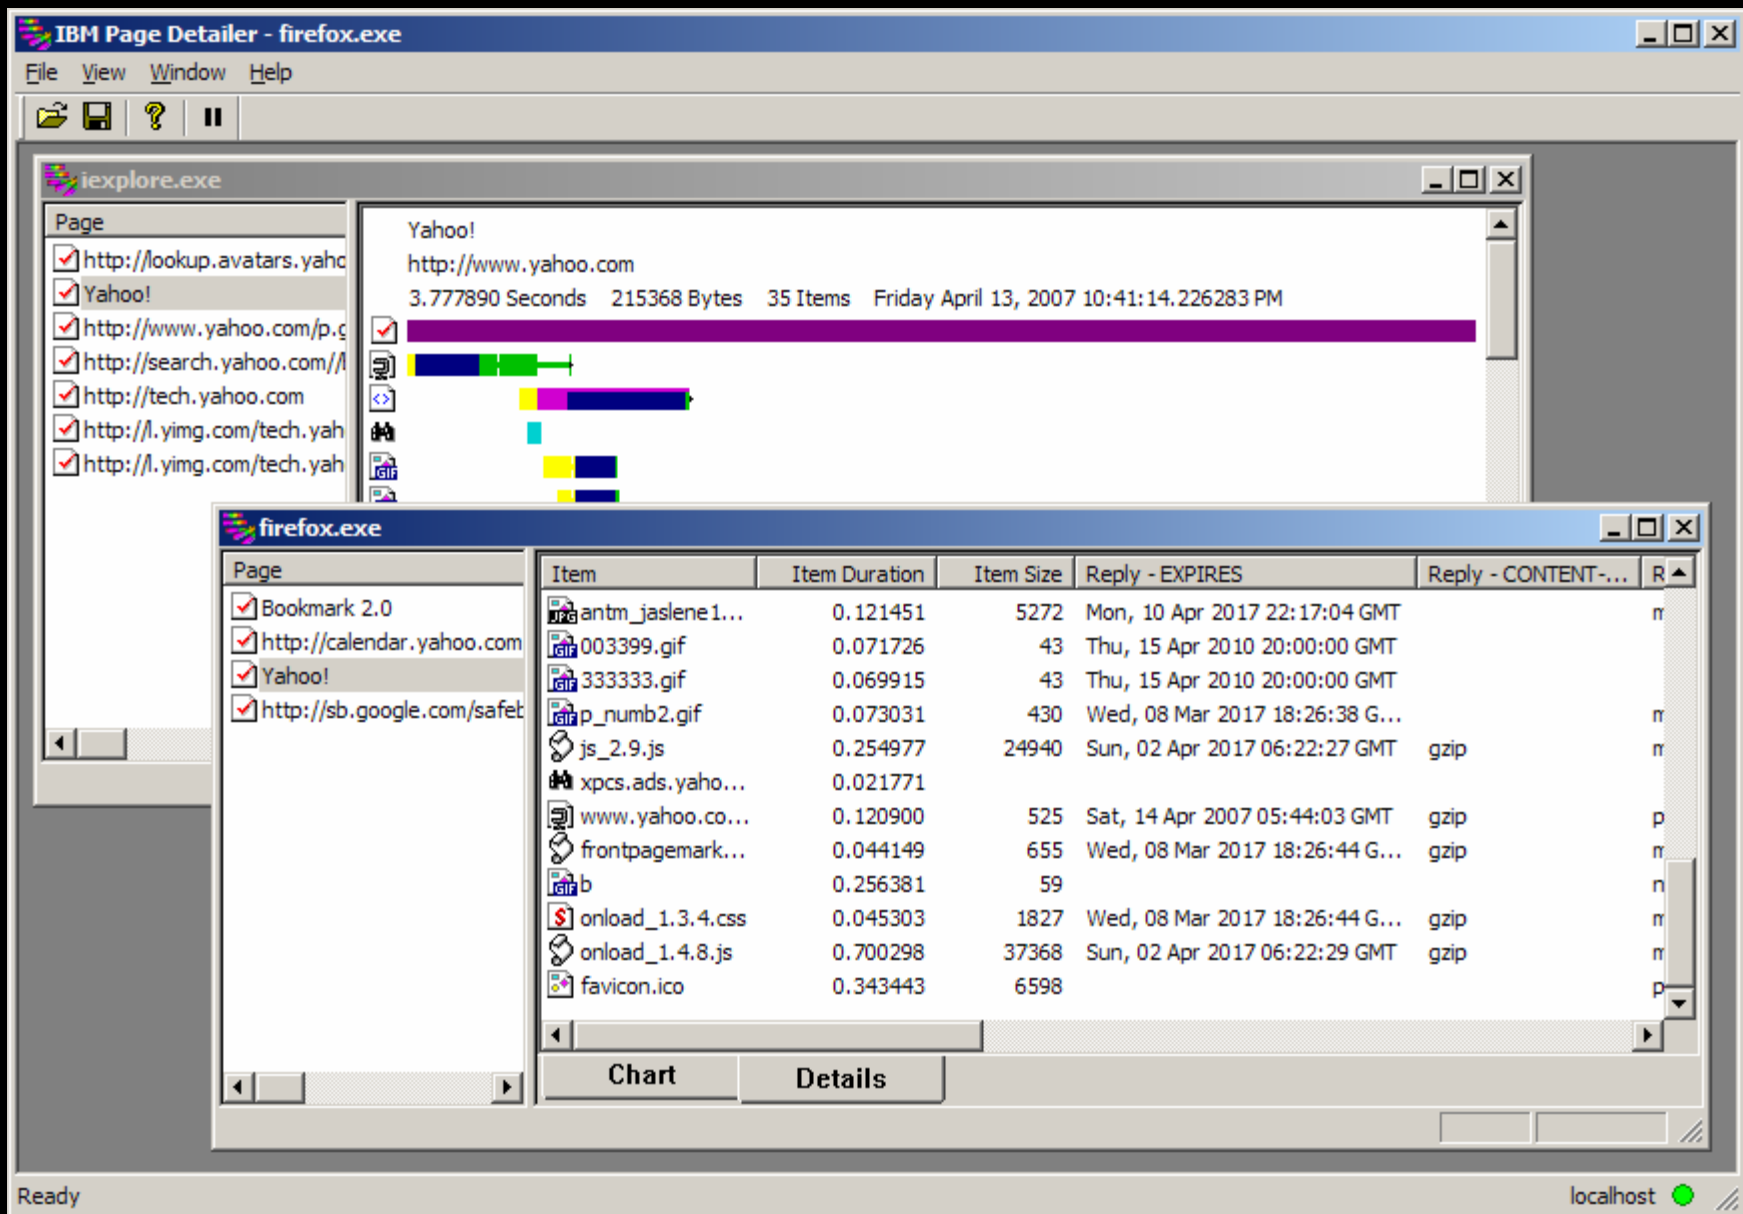 IBM Page Detailer - firefox.exe
File View Window Help
iexplore.exe
Page
http://lookup.avatars.yaho
Yahoo!
http://www.yahoo.com/p.g
http://search.yahoo.com//
http://tech.yahoo.com
http://l.yimg.com/tech.yah
http://l.yimg.com/tech.yah
Yahoo!
http://www.yahoo.com
3.777890 Seconds 215368 Bytes 35 Items Friday April 13, 2007 10:41:14.226283 PM
GIF
firefox.exe
Page
Bookmark 2.0
http://calendar.yahoo.com
Yahoo!
http://sb.google.com/safeb
Item Item Duration Item Size Reply - EXPIRES Reply - CONTENT-... R
JPG antm_jaslene1... 0.121451 5272 Mon, 10 Apr 2017 22:17:04 GMT m
GIF 003399.gif 0.071726 43 Thu, 15 Apr 2010 20:00:00 GMT
GIF 333333.gif 0.069915 43 Thu, 15 Apr 2010 20:00:00 GMT
GIF p_numb2.gif 0.073031 430 Wed, 08 Mar 2017 18:26:38 G... m
js_2.9.js 0.254977 24940 Sun, 02 Apr 2017 06:22:27 GMT gzip m
xpcs.ads.yaho... 0.021771
www.yahoo.co... 0.120900 525 Sat, 14 Apr 2007 05:44:03 GMT gzip p
frontpagemark... 0.044149 655 Wed, 08 Mar 2017 18:26:44 G... gzip m
GIF b 0.256381 59 n
onload_1.3.4.css 0.045303 1827 Wed, 08 Mar 2017 18:26:44 G... gzip m
onload_1.4.8.js 0.700298 37368 Sun, 02 Apr 2017 06:22:29 GMT gzip m
favicon.ico 0.343443 6598 p
Chart Details
Ready localhost